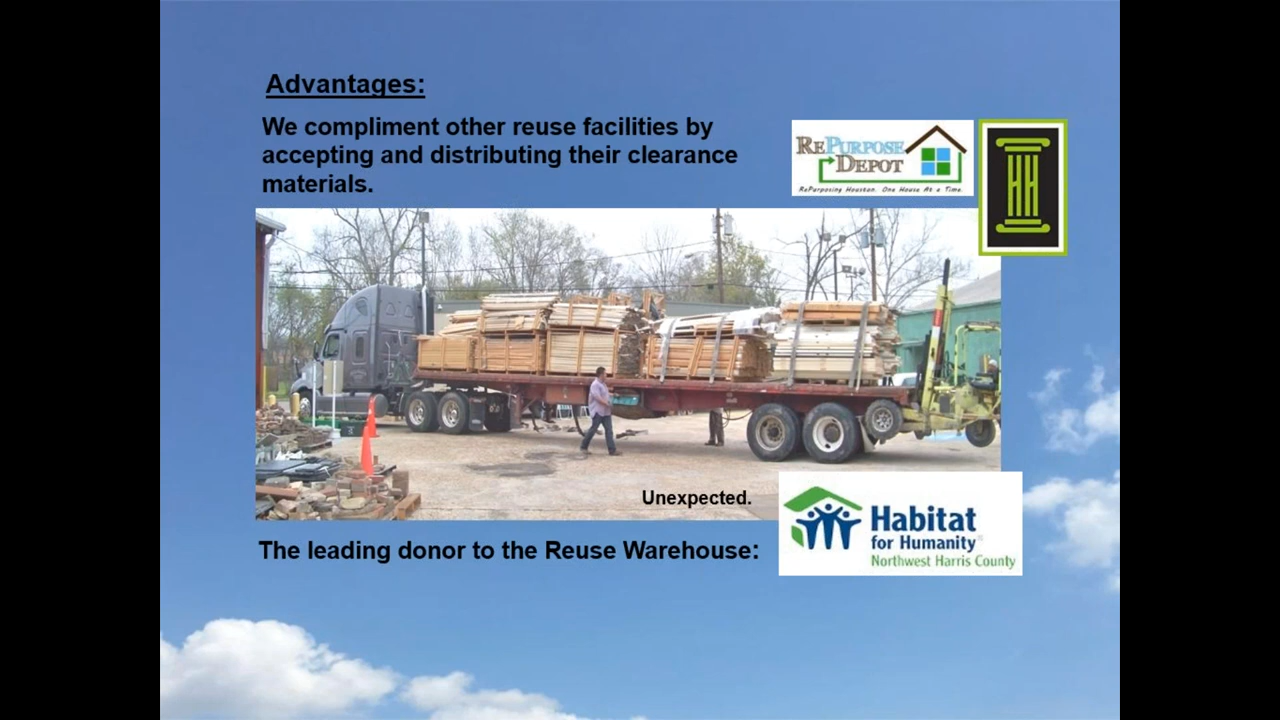 Advantages:
We compliment other reuse facilities by
accepting and distributing their clearance
materials.
REPURPOSE
DEPOT
RePurposing Houston. One House At a Time.
HH
Unexpected.
The leading donor to the Reuse Warehouse:
Habitat
for Humanity
Northwest Harris County